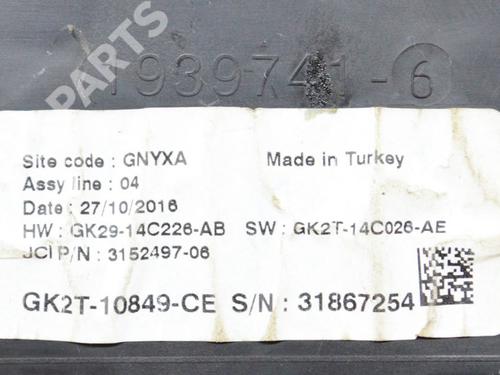 PARTS
1939741-6
Site code : GNYXA Made in Turkey
Assy line : 04
Date : 27/10/2016
HW : GK29-14C226-AB SW : GK2T-14C026-AE
JCI P/N : 3152497-06
GK2T-10849-CE S/N : 31867254